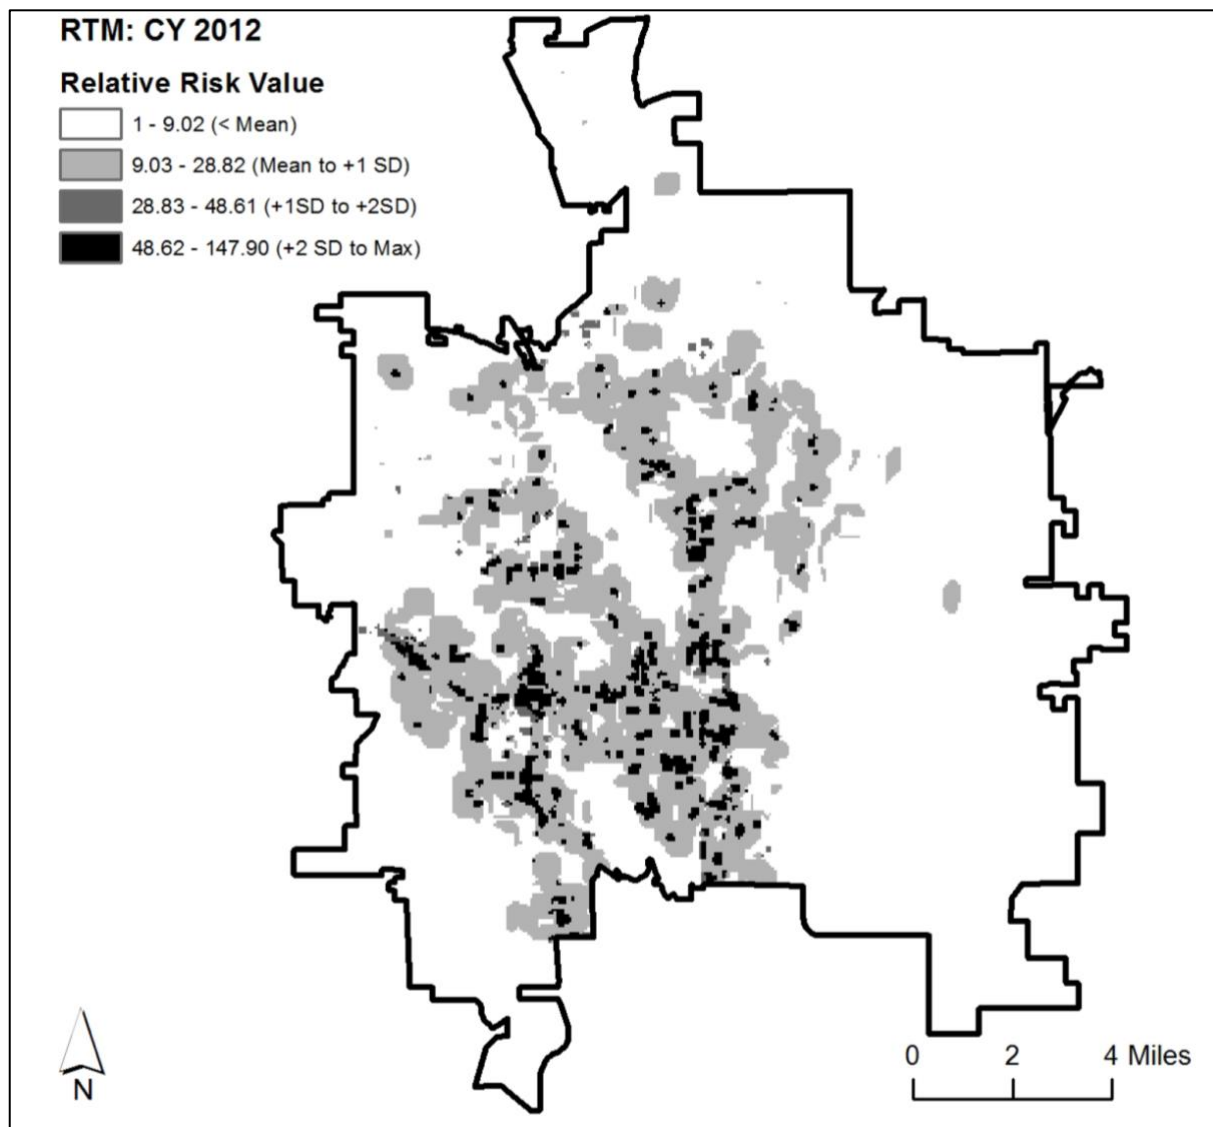 RTM: CY 2012
Relative Risk Value
1 - 9.02 (< Mean)
9.03 - 28.82 (Mean to +1 SD)
28.83 - 48.61 (+1SD to +2SD)
48.62 - 147.90 (+2 SD to Max)
N
0 2 4 Miles